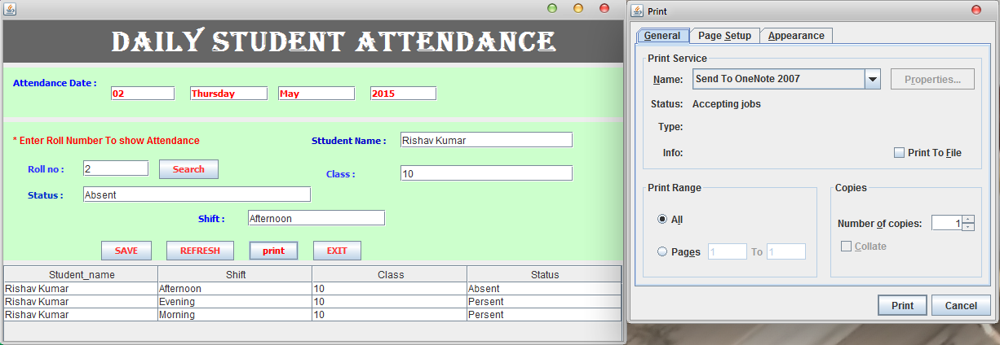 DAILY STUDENT ATTENDANCE
Attendance Date :
02 Thursday May 2015
* Enter Roll Number To show Attendance
Sttudent Name : Rishav Kumar
Roll no : 2 Search
Class : 10
Status : Absent
Shift : Afternoon
SAVE REFRESH print EXIT
Student_name Shift Class Status
Rishav Kumar Afternoon 10 Absent
Rishav Kumar Evening 10 Persent
Rishav Kumar Morning 10 Persent
Print
General Page Setup Appearance
Print Service
Name: Send To OneNote 2007 Properties...
Status: Accepting jobs
Type:
Info: Print To File
Print Range
All
Pages 1 To 1
Copies
Number of copies: 1
Collate
Print Cancel